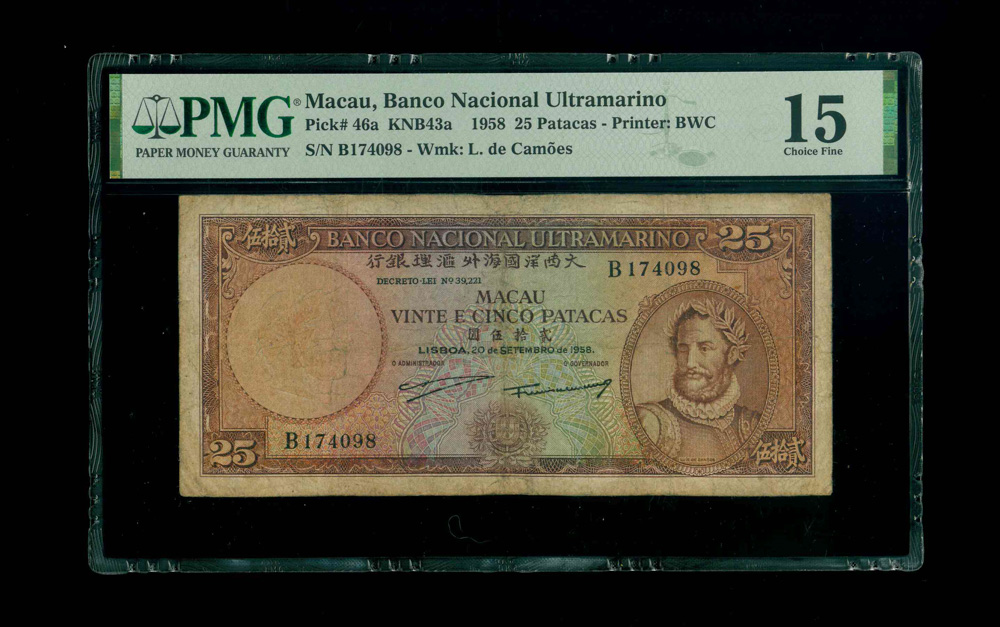 PMG®
PAPER MONEY GUARANTY
Macau, Banco Nacional Ultramarino
Pick# 46a KNB43a 1958 25 Patacas - Printer: BWC
S/N B174098 - Wmk: L. de Camões
15
Choice Fine
伍拾貳
BANCO NACIONAL ULTRAMARINO
25
行銀理滙外海國洋西大
B174098
DECRETO-LEI Nº 39,221
MACAU
VINTE E CINCO PATACAS
圓伍拾貳
LISBOA, 20 de SETEMBRO de 1958.
O ADMINISTRADOR
O GOVERNADOR
B174098
25
伍拾貳